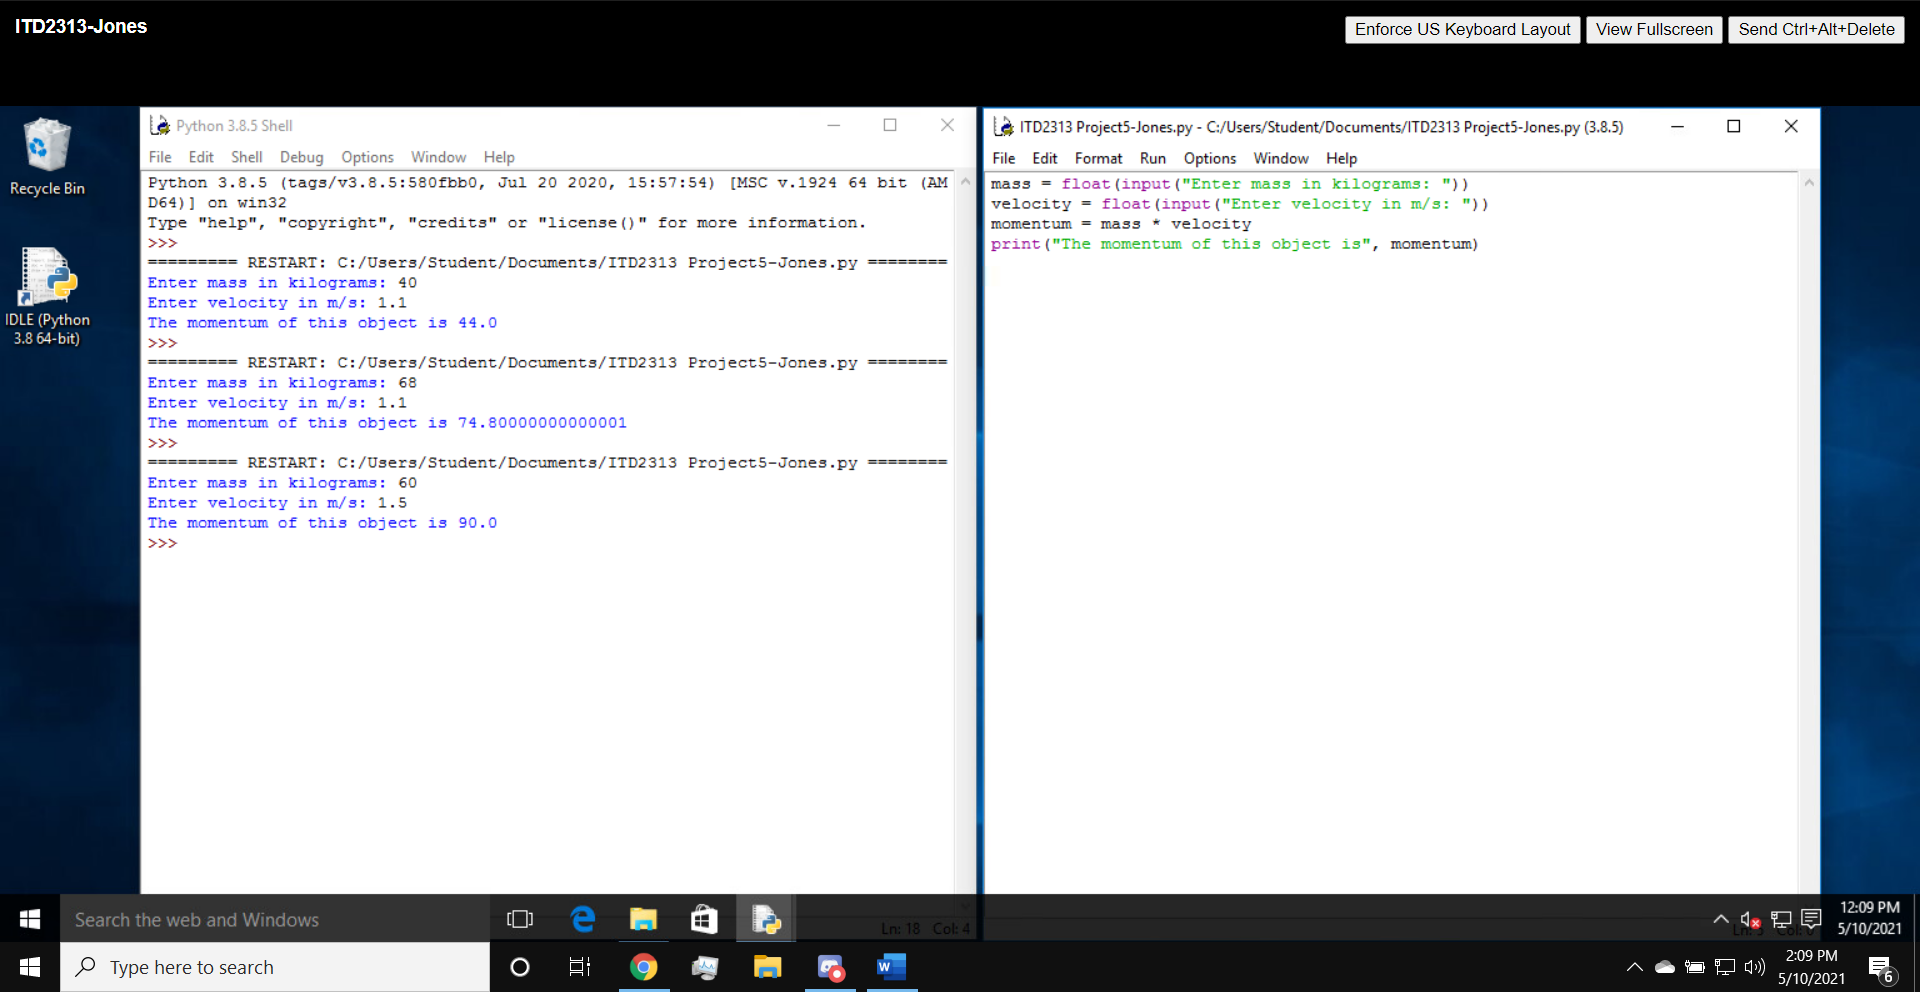 ITD2313-Jones
Enforce US Keyboard Layout
View Fullscreen
Send Ctrl+Alt+Delete
Recycle Bin
IDLE (Python
3.8 64-bit)
Python 3.8.5 Shell
File Edit Shell Debug Options Window Help
Python 3.8.5 (tags/v3.8.5:580fbb0, Jul 20 2020, 15:57:54) [MSC v.1924 64 bit (AM
D64)] on win32
Type "help", "copyright", "credits" or "license()" for more information.
>>>
========= RESTART: C:/Users/Student/Documents/ITD2313 Project5-Jones.py ========
Enter mass in kilograms: 40
Enter velocity in m/s: 1.1
The momentum of this object is 44.0
>>>
========= RESTART: C:/Users/Student/Documents/ITD2313 Project5-Jones.py ========
Enter mass in kilograms: 68
Enter velocity in m/s: 1.1
The momentum of this object is 74.80000000000001
>>>
========= RESTART: C:/Users/Student/Documents/ITD2313 Project5-Jones.py ========
Enter mass in kilograms: 60
Enter velocity in m/s: 1.5
The momentum of this object is 90.0
>>>
Ln: 18 Col: 4
ITD2313 Project5-Jones.py - C:/Users/Student/Documents/ITD2313 Project5-Jones.py (3.8.5)
File Edit Format Run Options Window Help
mass = float(input("Enter mass in kilograms: "))
velocity = float(input("Enter velocity in m/s: "))
momentum = mass * velocity
print("The momentum of this object is", momentum)
Search the web and Windows
12:09 PM
5/10/2021
Type here to search
2:09 PM
5/10/2021
6